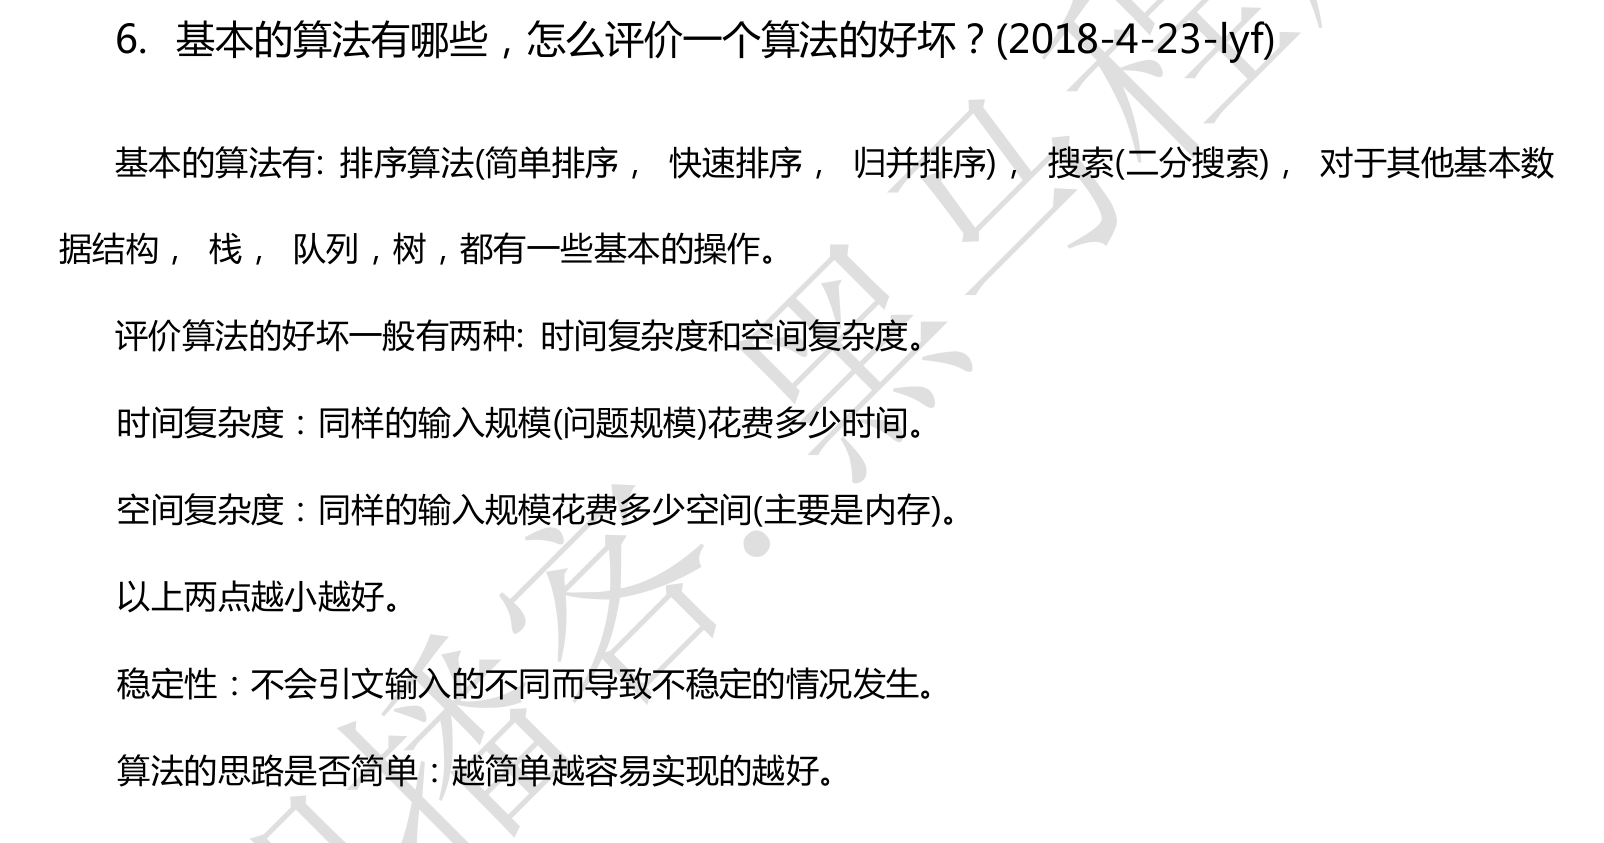 6. 基本的算法有哪些，怎么评价一个算法的好坏？(2018-4-23-lyf)
基本的算法有: 排序算法(简单排序， 快速排序， 归并排序)， 搜索(二分搜索)， 对于其他基本数
据结构， 栈， 队列，树，都有一些基本的操作。
评价算法的好坏一般有两种: 时间复杂度和空间复杂度。
时间复杂度：同样的输入规模(问题规模)花费多少时间。
空间复杂度：同样的输入规模花费多少空间(主要是内存)。
以上两点越小越好。
稳定性：不会引文输入的不同而导致不稳定的情况发生。
算法的思路是否简单：越简单越容易实现的越好。
播客·黑马程